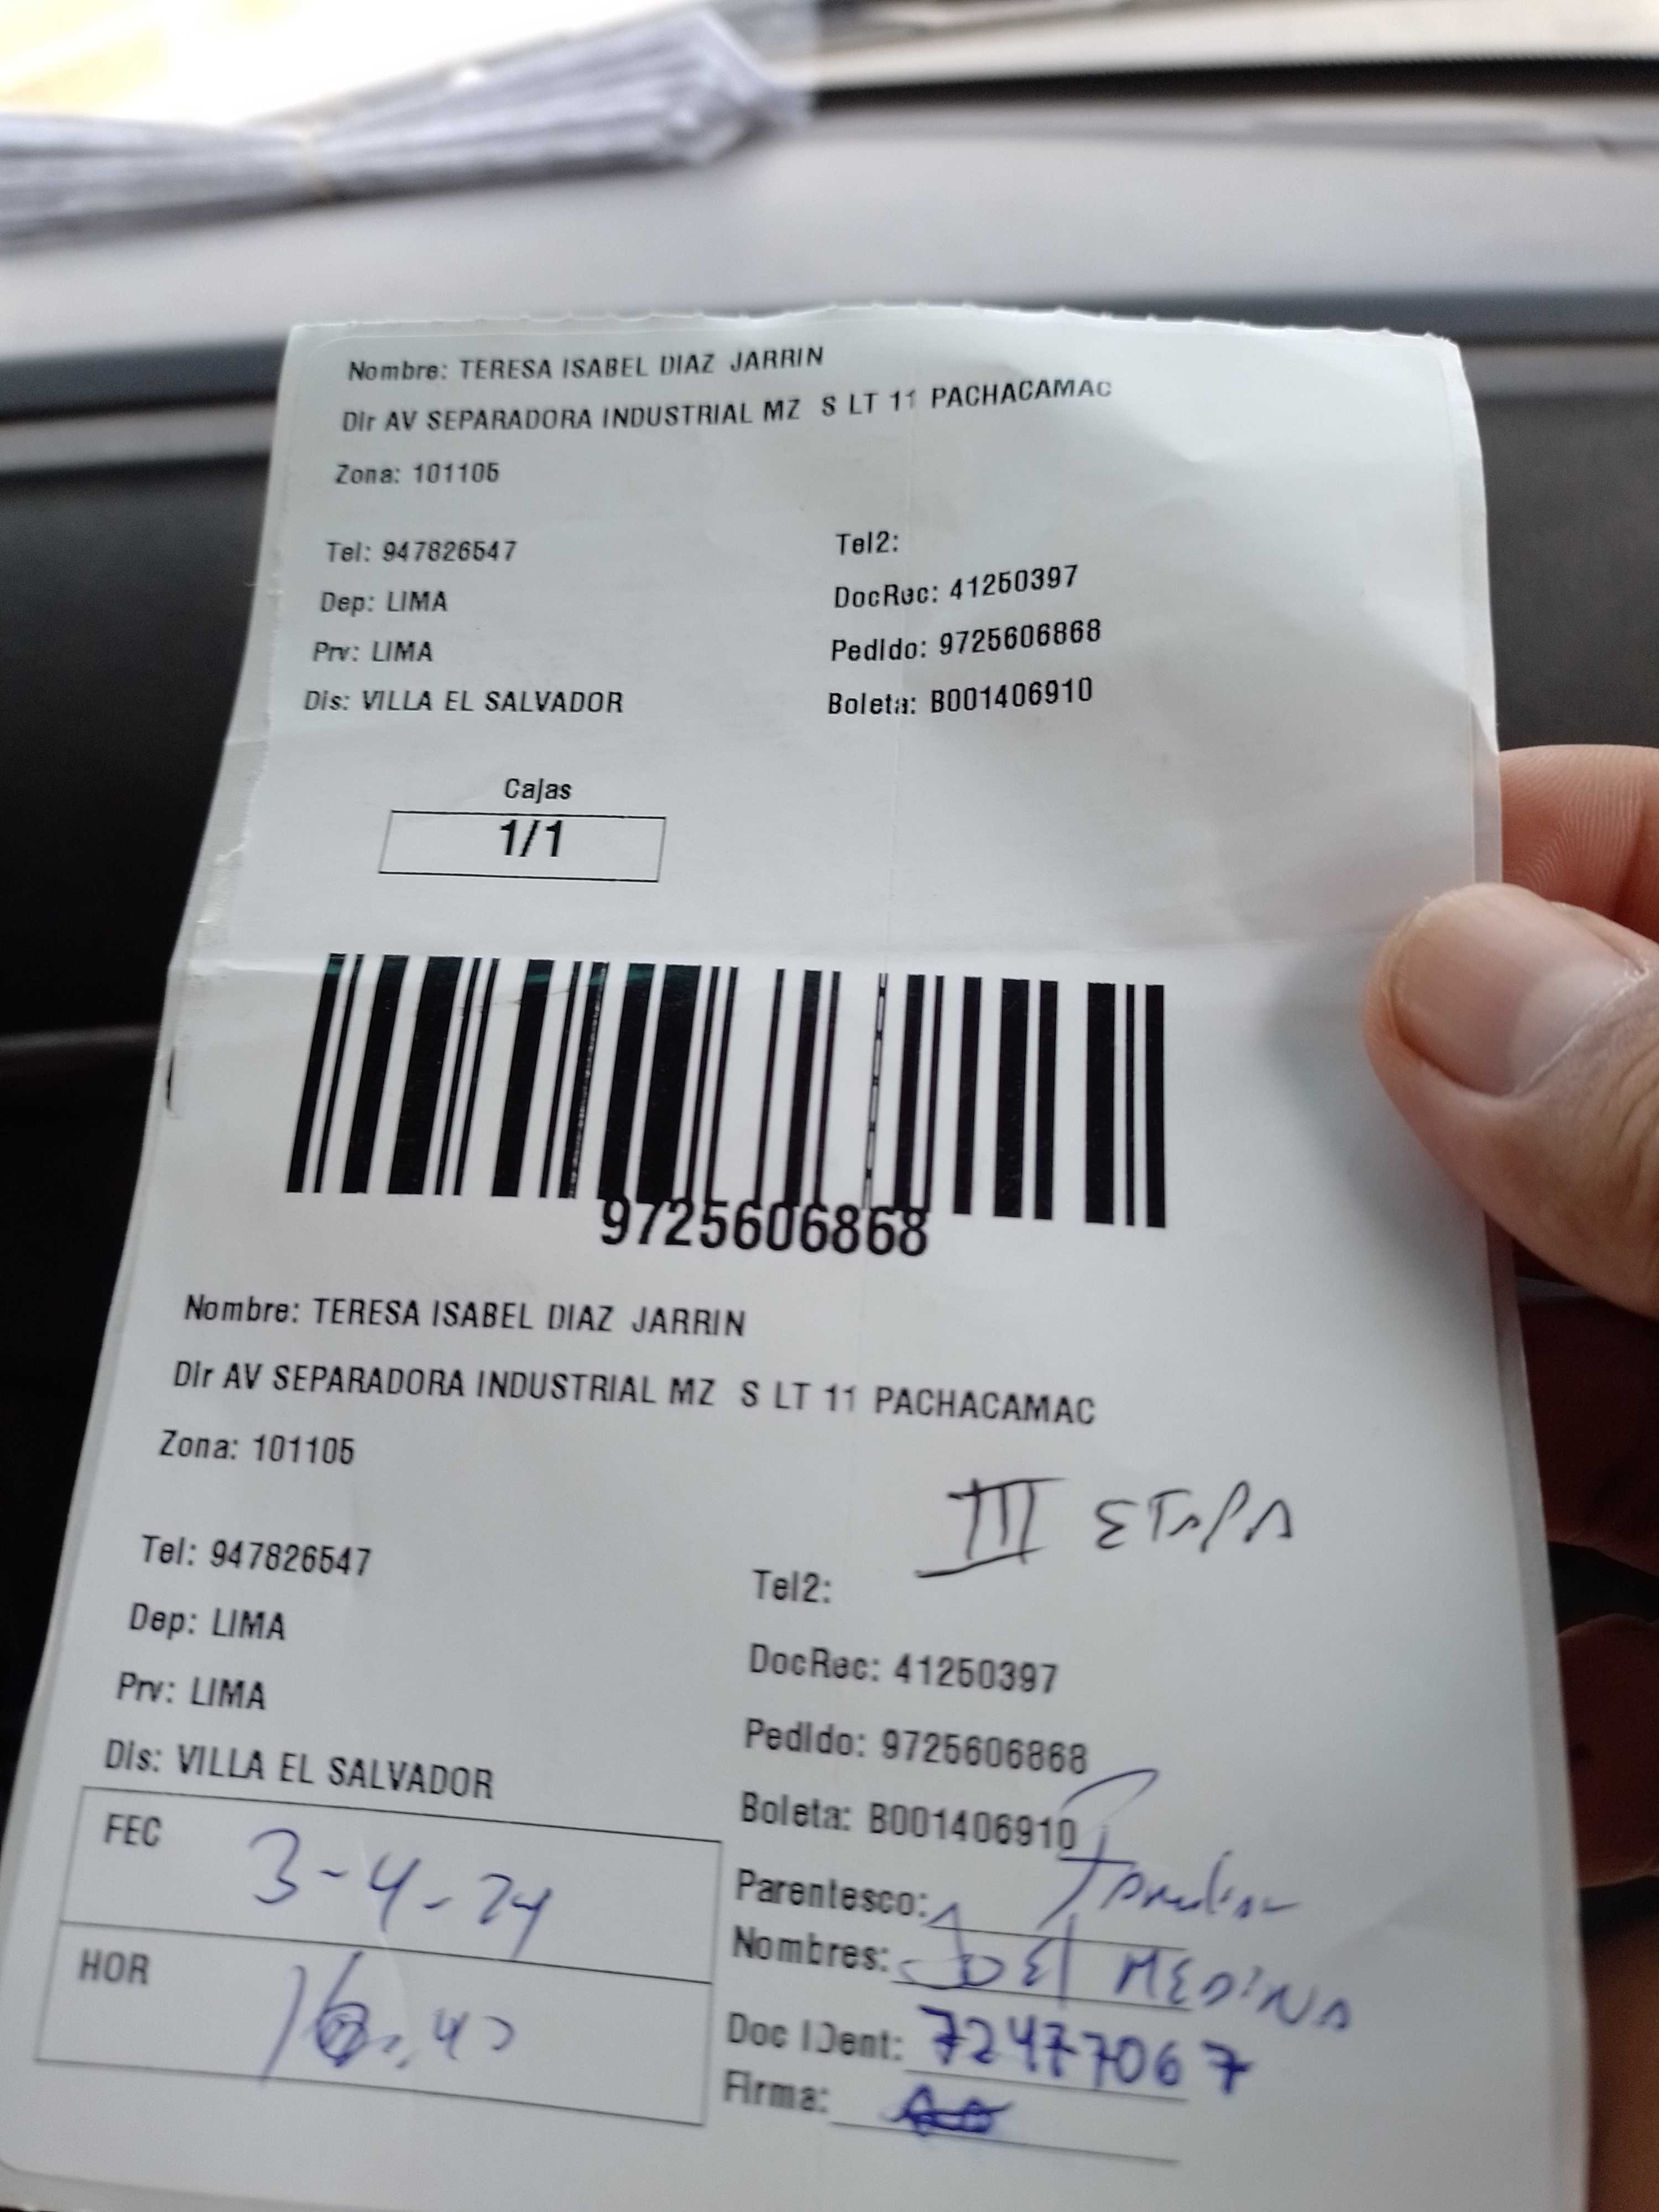 Nombre: TERESA ISABEL DIAZ JARRIN
Dir AV SEPARADORA INDUSTRIAL MZ S LT 11 PACHACAMAC
Zona: 101105
Tel: 947826547
Tel2:
Dep: LIMA
DocRec: 41250397
Prv: LIMA
Pedido: 9725606868
Dis: VILLA EL SALVADOR
Boleta: B001406910
Cajas
1/1
9725606868
Nombre: TERESA ISABEL DIAZ JARRIN
Dir AV SEPARADORA INDUSTRIAL MZ S LT 11 PACHACAMAC
Zona: 101105
III ETAPA
Tel: 947826547
Tel2:
Dep: LIMA
DocRec: 41250397
Prv: LIMA
Pedido: 9725606868
Dis: VILLA EL SALVADOR
Boleta: B001406910
FEC 3-4-24
Parentesco: Familiar
Nombres: Joel MEDINA
HOR
Doc IDent: 72477067
Firma: